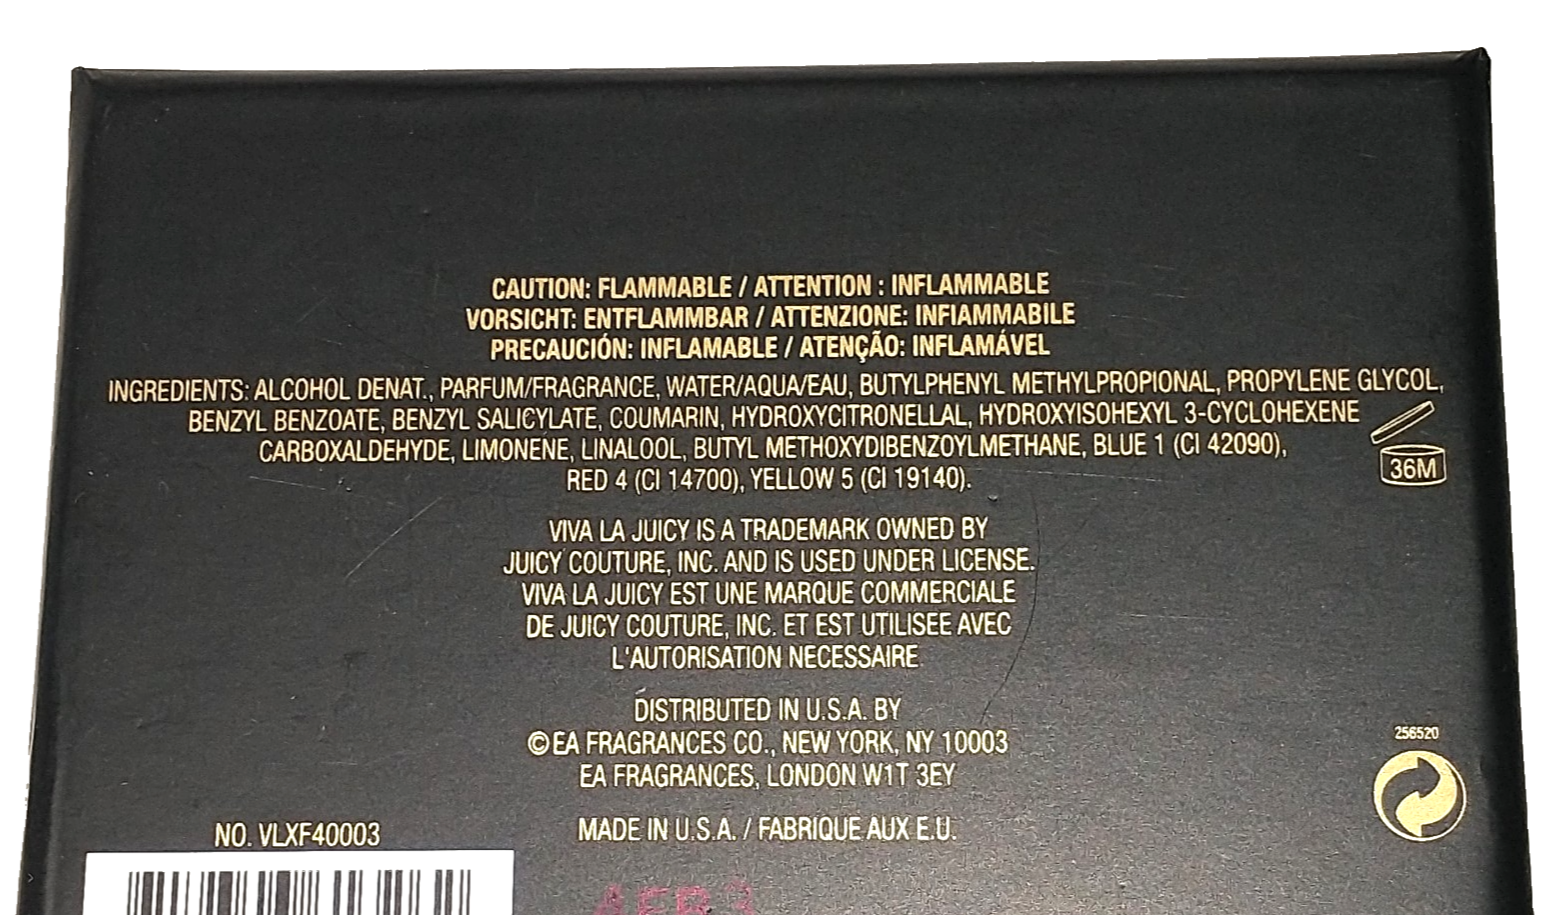 CAUTION: FLAMMABLE / ATTENTION : INFLAMMABLE
VORSICHT: ENTFLAMMBAR / ATTENZIONE: INFIAMMABILE
PRECAUCIÓN: INFLAMABLE / ATENÇÃO: INFLAMÁVEL
INGREDIENTS: ALCOHOL DENAT., PARFUM/FRAGRANCE, WATER/AQUA/EAU, BUTYLPHENYL METHYLPROPIONAL, PROPYLENE GLYCOL,
BENZYL BENZOATE, BENZYL SALICYLATE, COUMARIN, HYDROXYCITRONELLAL, HYDROXYISOHEXYL 3-CYCLOHEXENE
CARBOXALDEHYDE, LIMONENE, LINALOOL, BUTYL METHOXYDIBENZOYLMETHANE, BLUE 1 (CI 42090),
RED 4 (CI 14700), YELLOW 5 (CI 19140).
36M
VIVA LA JUICY IS A TRADEMARK OWNED BY
JUICY COUTURE, INC. AND IS USED UNDER LICENSE.
VIVA LA JUICY EST UNE MARQUE COMMERCIALE
DE JUICY COUTURE, INC. ET EST UTILISEE AVEC
L'AUTORISATION NECESSAIRE
DISTRIBUTED IN U.S.A. BY
©EA FRAGRANCES CO., NEW YORK, NY 10003
EA FRAGRANCES, LONDON W1T 3EY
256520
NO. VLXF40003
MADE IN U.S.A. / FABRIQUE AUX E.U.